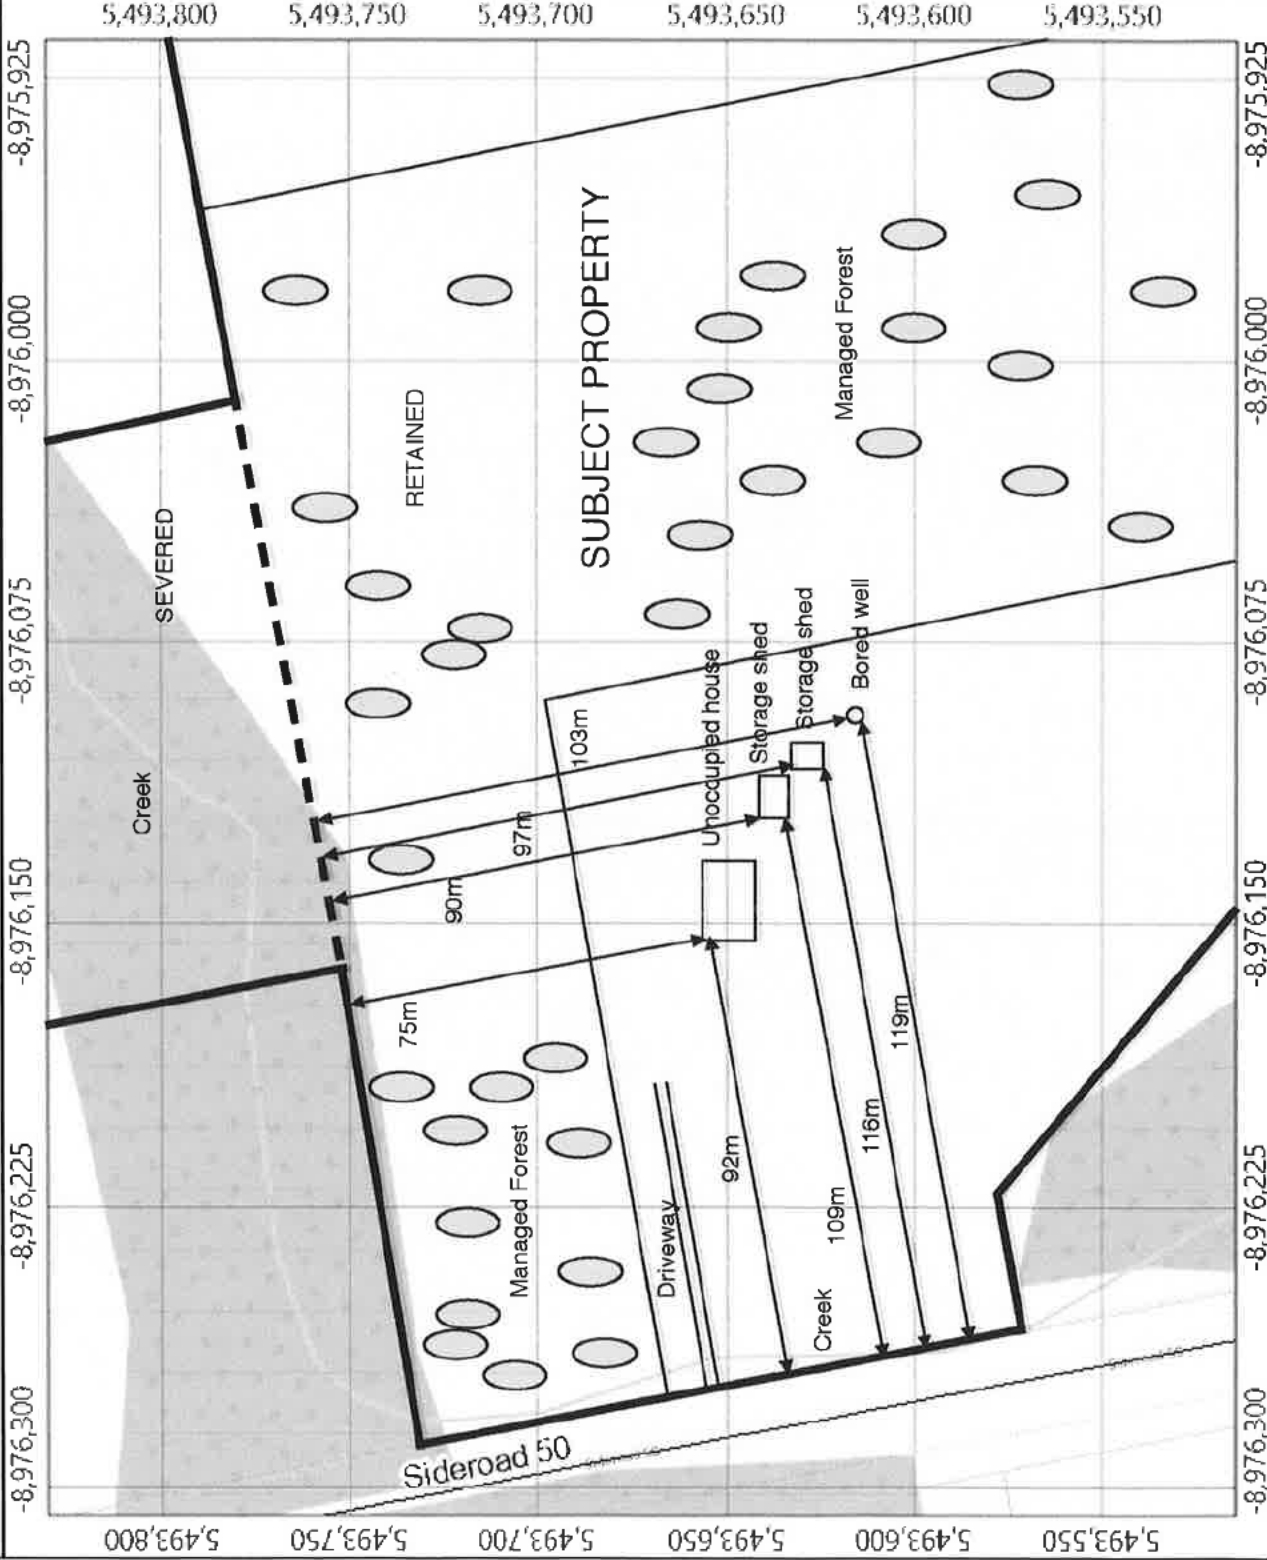 5,493,800
5,493,750
5,493,700
5,493,650
5,493,600
5,493,550
-8,975,925
-8,975,925
-8,976,000
-8,976,000
-8,976,075
-8,976,075
-8,976,150
-8,976,150
-8,976,225
-8,976,225
-8,976,300
-8,976,300
SEVERED
RETAINED
SUBJECT PROPERTY
Managed Forest
Creek
103m
97m
90m
75m
Unoccupied house
Storage shed
Storage shed
Bored well
Managed Forest
Driveway
92m
109m
116m
119m
Creek
Sideroad 50
5,493,800
5,493,750
5,493,700
5,493,650
5,493,600
5,493,550